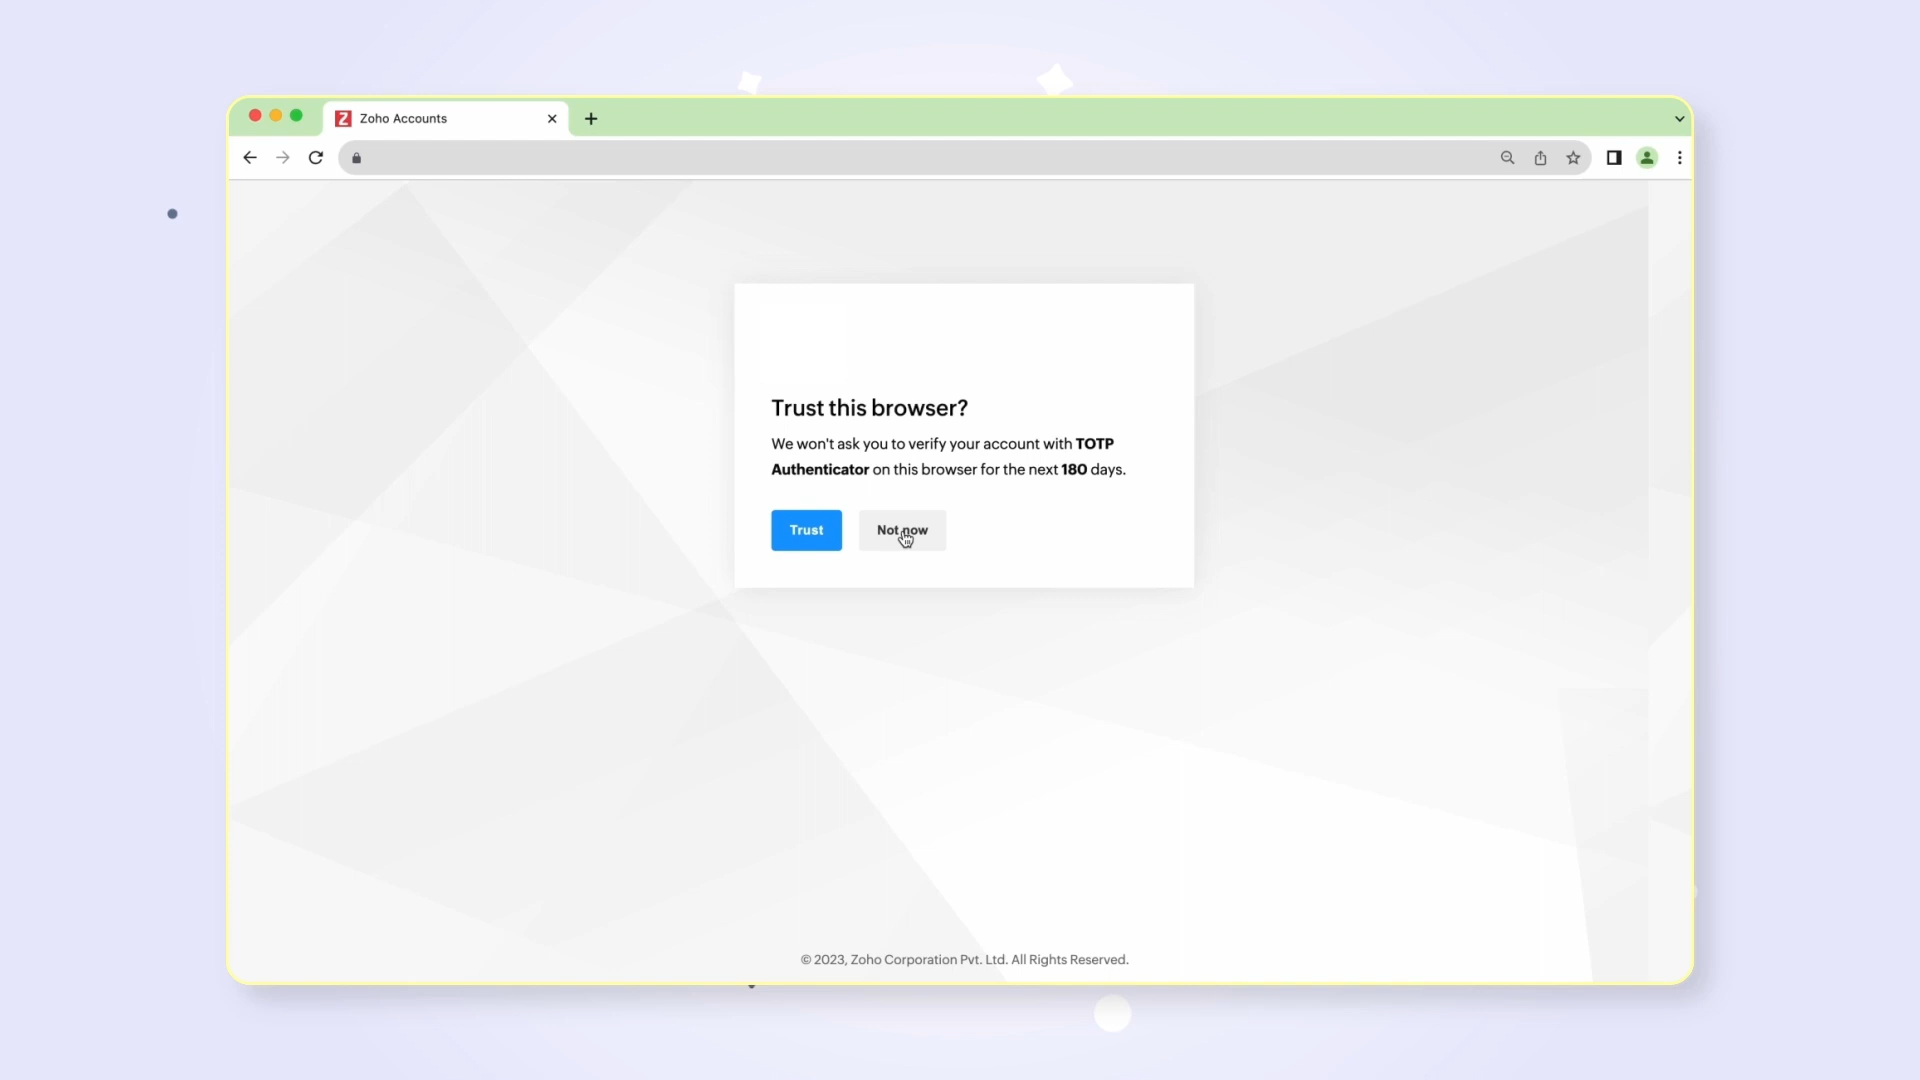 Zoho Accounts
Trust this browser?
We won't ask you to verify your account with TOTP
Authenticator on this browser for the next 180 days.
Trust
Not now
© 2023, Zoho Corporation Pvt. Ltd. All Rights Reserved.